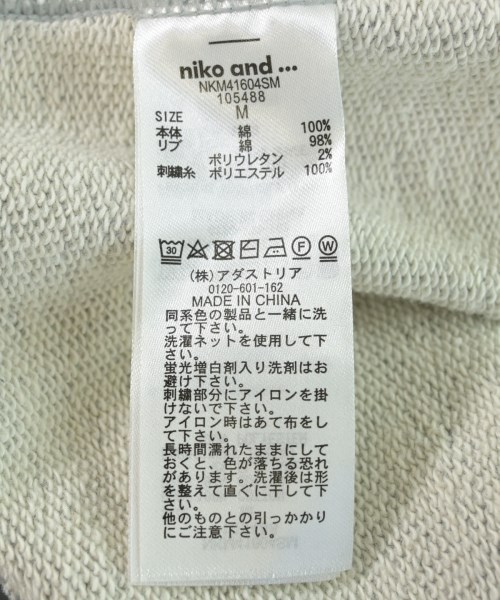 niko and ...
NKM41604SM
105488
SIZE M
本体 綿 100%
リブ 綿 98%
ポリウレタン 2%
刺繍糸 ポリエステル 100%
30 F W
(株)アダストリア
0120-601-162
MADE IN CHINA
同系色の製品と一緒に洗
って下さい。
洗濯ネットを使用して下
さい。
蛍光増白剤入り洗剤はお
避け下さい。
刺繍部分にアイロンを掛
けないで下さい。
アイロン時はあて布をし
て下さい。
長時間濡れたままにして
おくと、色が落ちる恐れ
があります。洗濯後は形
を整えて直ぐに干して下
さい。
他のものとの引っかかり
にご注意下さい。